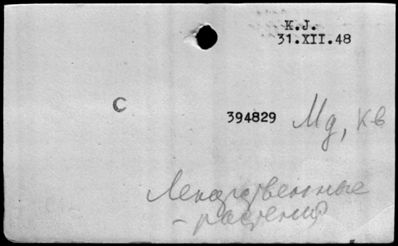 K.J.
31.XII.48
С
394829 Мд, Кв
Лекарственные
- растения